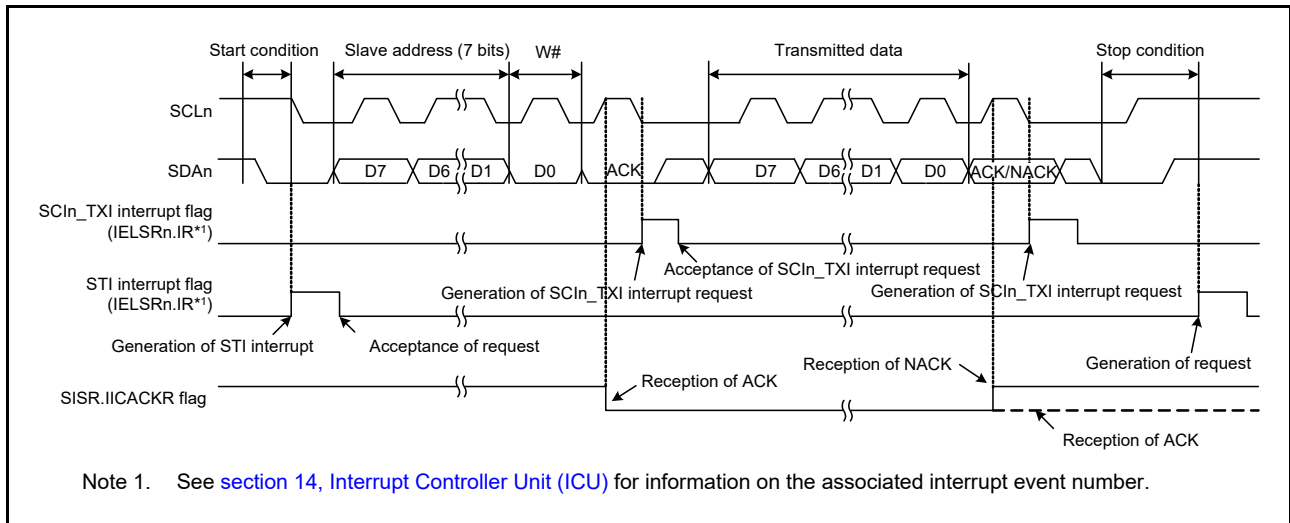 Start condition
Slave address (7 bits)
W#
Transmitted data
Stop condition
SCLn
SDAn
D7
D6
D1
D0
ACK
D7
D6
D1
D0
ACK/NACK
SCIn_TXI interrupt flag
(IELSRn.IR*1)
Acceptance of SCIn_TXI interrupt request
Generation of SCIn_TXI interrupt request
Generation of SCIn_TXI interrupt request
STI interrupt flag
(IELSRn.IR*1)
Generation of STI interrupt
Acceptance of request
Generation of request
Reception of NACK
Reception of ACK
SISR.IICACKR flag
Reception of ACK
Note 1. See section 14, Interrupt Controller Unit (ICU) for information on the associated interrupt event number.